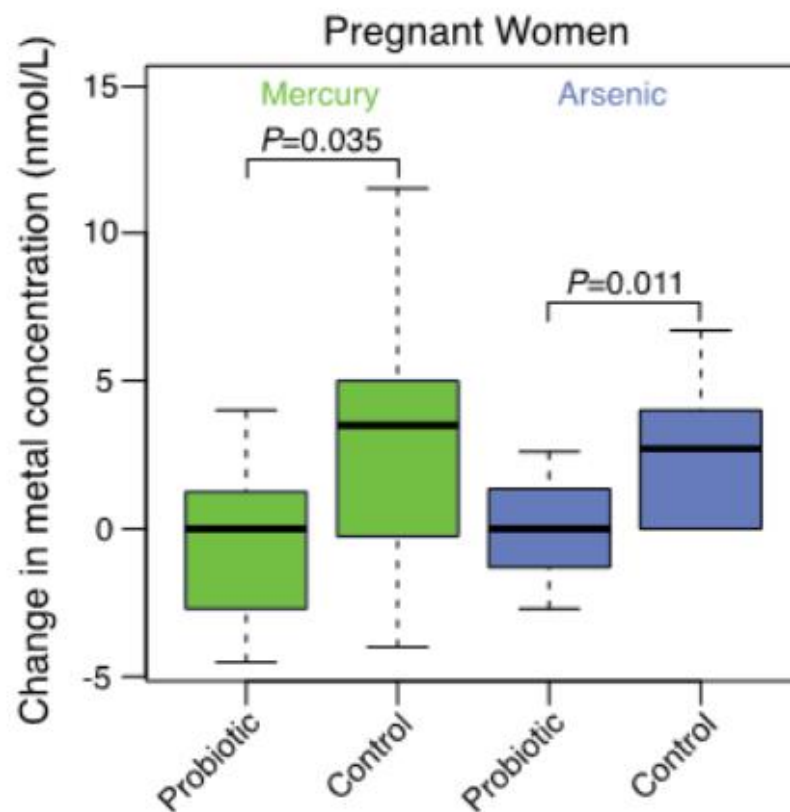 Pregnant Women
Change in metal concentration (nmol/L)
15
10
5
0
-5
Mercury
Arsenic
P=0.035
P=0.011
Probiotic
Control
Probiotic
Control